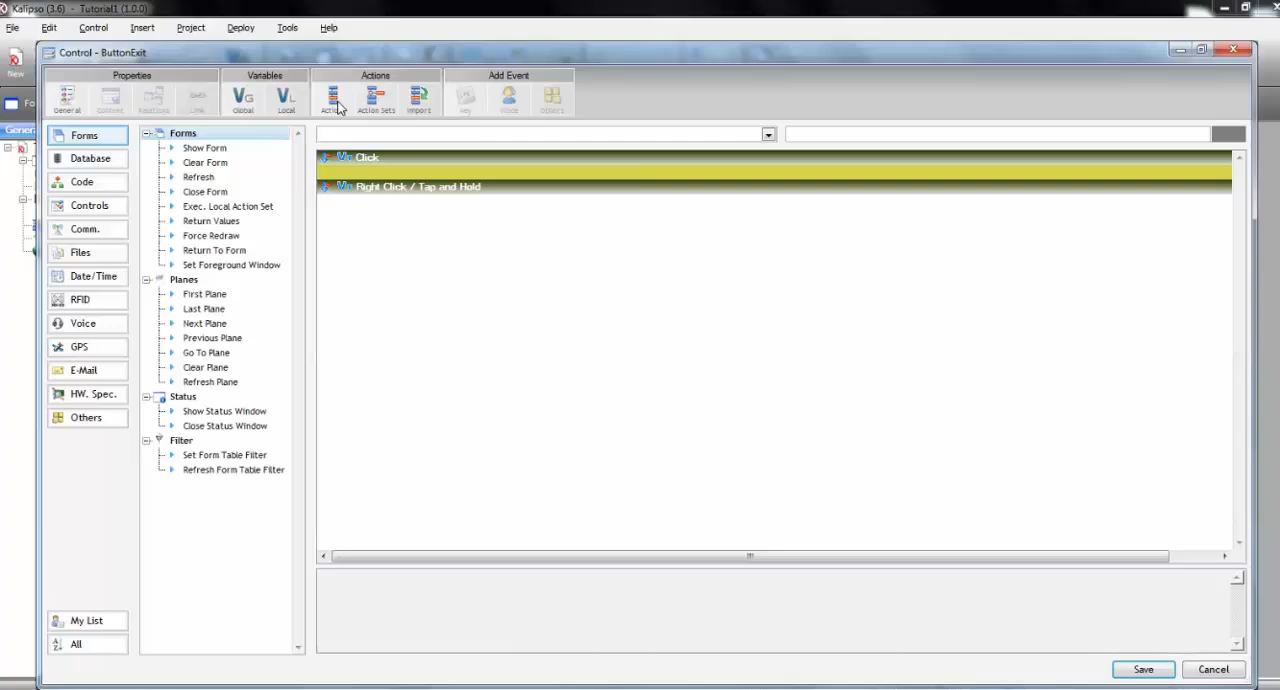 Kalipso (3.6) - Tutorial1 (1.0.0)
File Edit Control Insert Project Deploy Tools Help
Control - ButtonExit
New
Properties Variables Actions Add Event
General Global Local Action Sets Import Key Others
Forms
Database
Code
Controls
Comm.
Files
Date/Time
RFID
Voice
GPS
E-Mail
HW. Spec.
Others
My List
All
Forms
Show Form
Clear Form
Refresh
Close Form
Exec. Local Action Set
Return Values
Force Redraw
Return To Form
Set Foreground Window
Planes
First Plane
Last Plane
Next Plane
Previous Plane
Go To Plane
Clear Plane
Refresh Plane
Status
Show Status Window
Close Status Window
Filter
Set Form Table Filter
Refresh Form Table Filter
Click
Right Click / Tap and Hold
Save Cancel